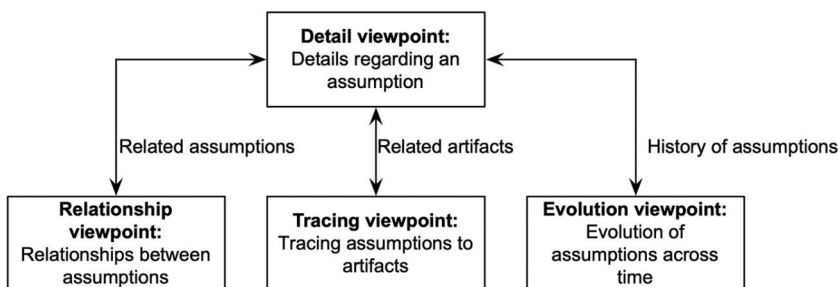 Detail viewpoint:
Details regarding an
assumption
Related assumptions
Related artifacts
History of assumptions
Relationship
viewpoint:
Relationships between
assumptions
Tracing viewpoint:
Tracing assumptions to
artifacts
Evolution viewpoint:
Evolution of
assumptions across
time